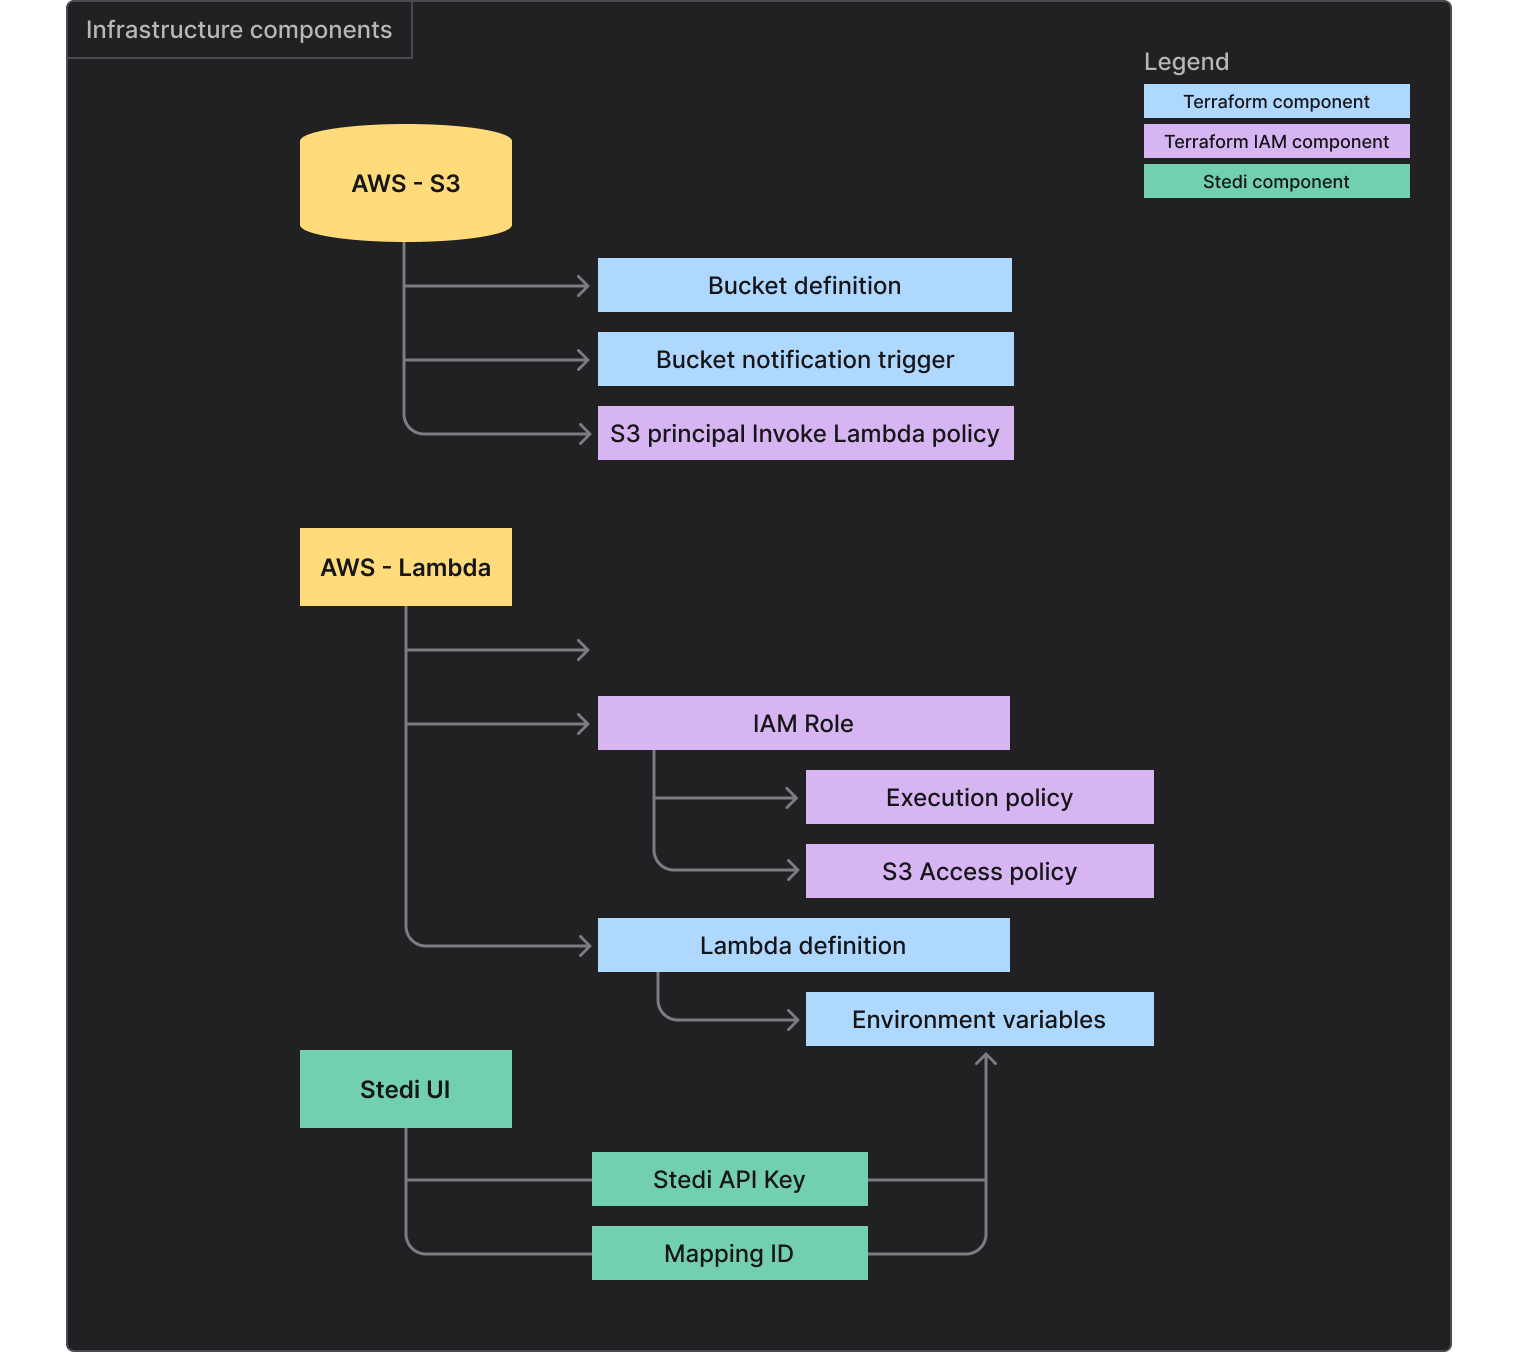 Infrastructure components
Legend
Terraform component
Terraform IAM component
Stedi component
AWS - S3
Bucket definition
Bucket notification trigger
S3 principal Invoke Lambda policy
AWS - Lambda
IAM Role
Execution policy
S3 Access policy
Lambda definition
Environment variables
Stedi UI
Stedi API Key
Mapping ID